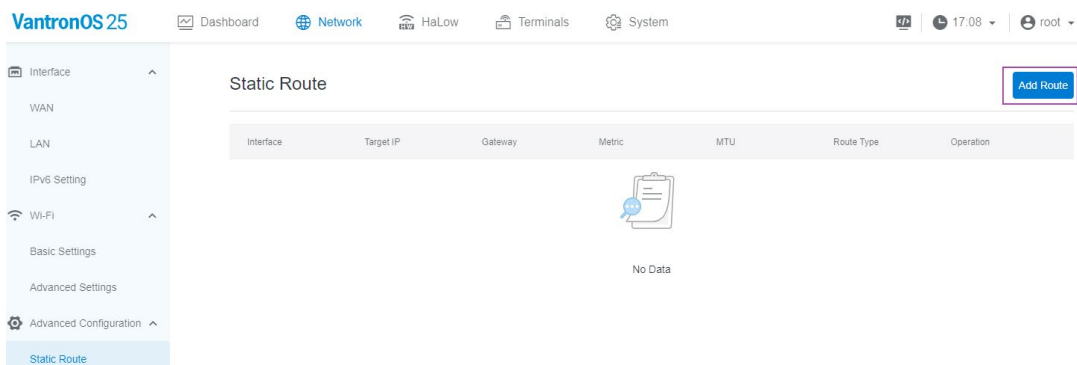 VantronOS 25 Dashboard Network HaLow Terminals System 17:08 root
Interface
WAN
LAN
IPv6 Setting
Wi-Fi
Basic Settings
Advanced Settings
Advanced Configuration
Static Route
Static Route Add Route
Interface Target IP Gateway Metric MTU Route Type Operation
No Data